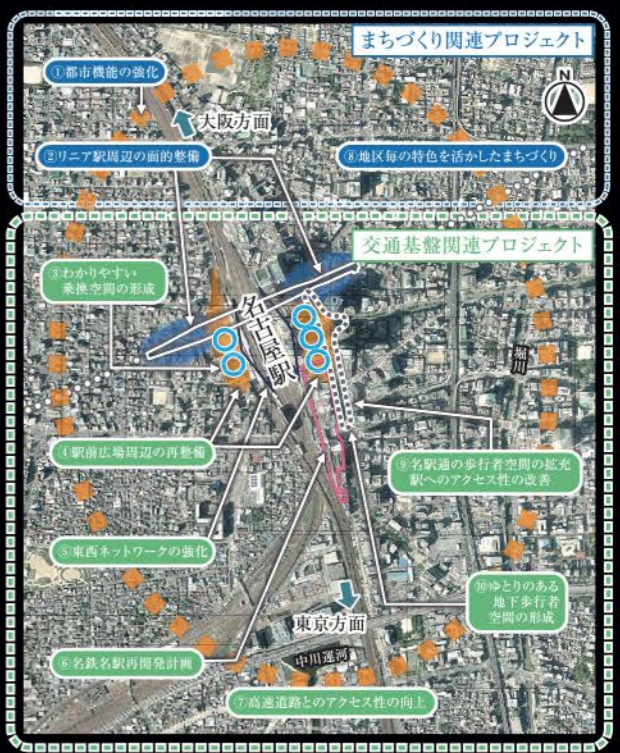 まちづくり関連プロジェクト
①都市機能の強化
N
大阪方面
②リニア駅周辺の面的整備
⑧地区毎の特色を活かしたまちづくり
交通基盤関連プロジェクト
③わかりやすい
乗換空間の形成
名古屋駅
堀川
④駅前広場周辺の再整備
⑨名駅通の歩行者空間の拡充
駅へのアクセス性の改善
⑤東西ネットワークの強化
⑩ゆとりのある
地下歩行者
空間の形成
東京方面
⑥名鉄名駅再開発計画
中川運河
⑦高速道路とのアクセス性の向上